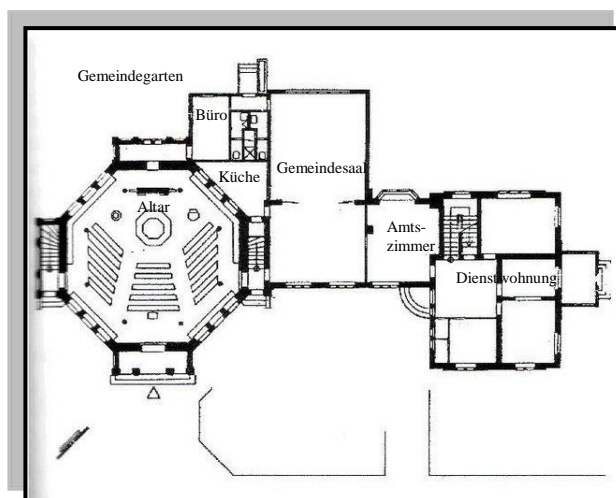 Gemeindegarten
Büro
Gemeindesaal
Küche
Altar
Amts-
zimmer
Dienstwohnung